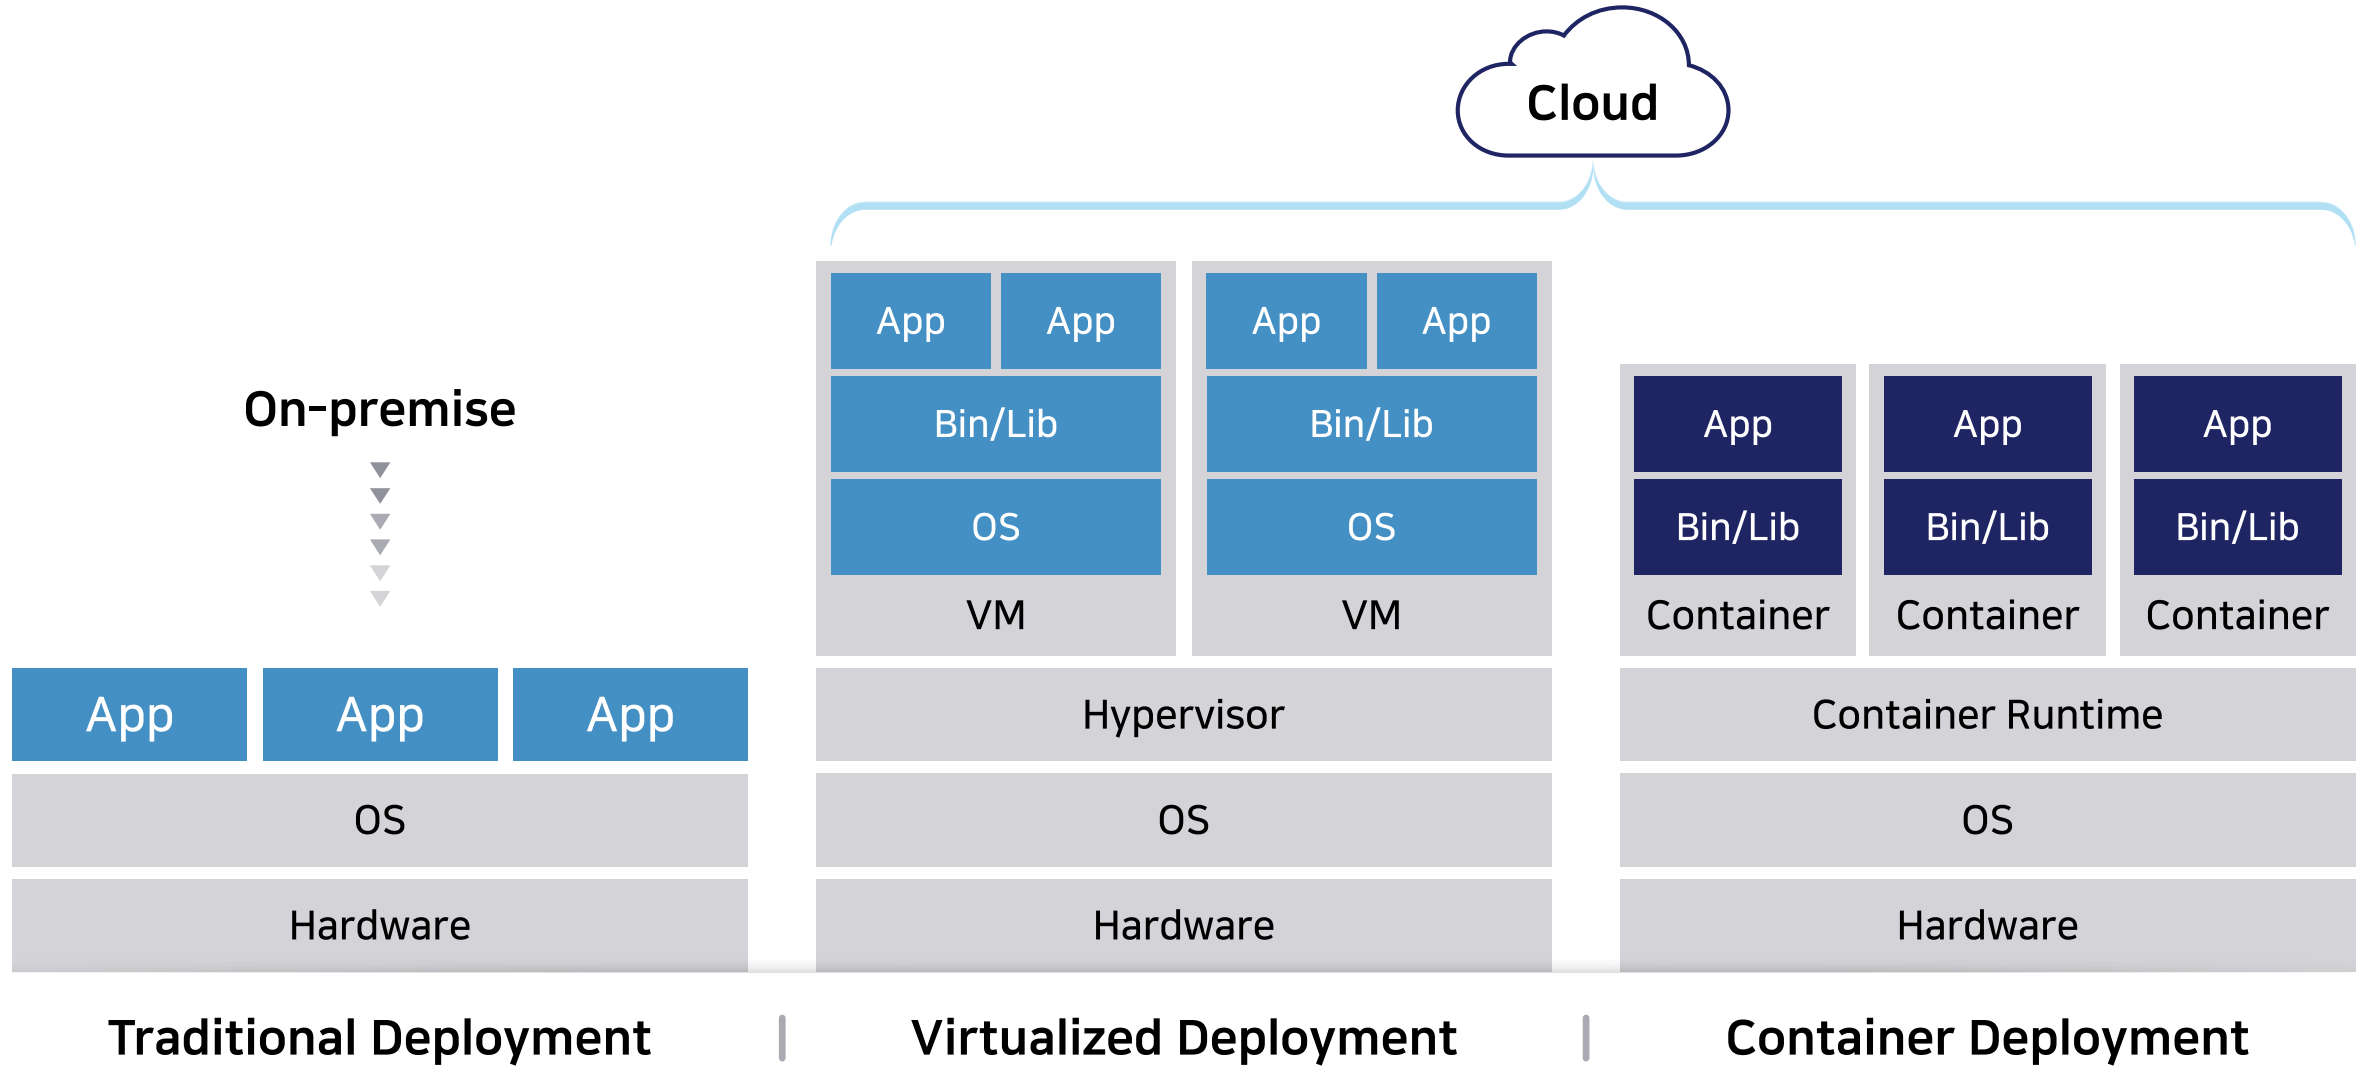 Cloud
On-premise
App
App
App
OS
Hardware
Traditional Deployment
App App
Bin/Lib
OS
VM
App App
Bin/Lib
OS
VM
Hypervisor
OS
Hardware
Virtualized Deployment
App
Bin/Lib
Container
App
Bin/Lib
Container
App
Bin/Lib
Container
Container Runtime
OS
Hardware
Container Deployment